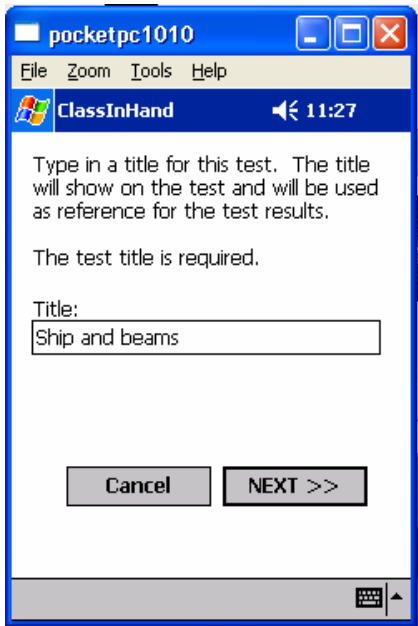 pocketpc1010
File Zoom Tools Help
ClassInHand 11:27
Type in a title for this test. The title
will show on the test and will be used
as reference for the test results.
The test title is required.
Title:
Ship and beams
Cancel NEXT >>